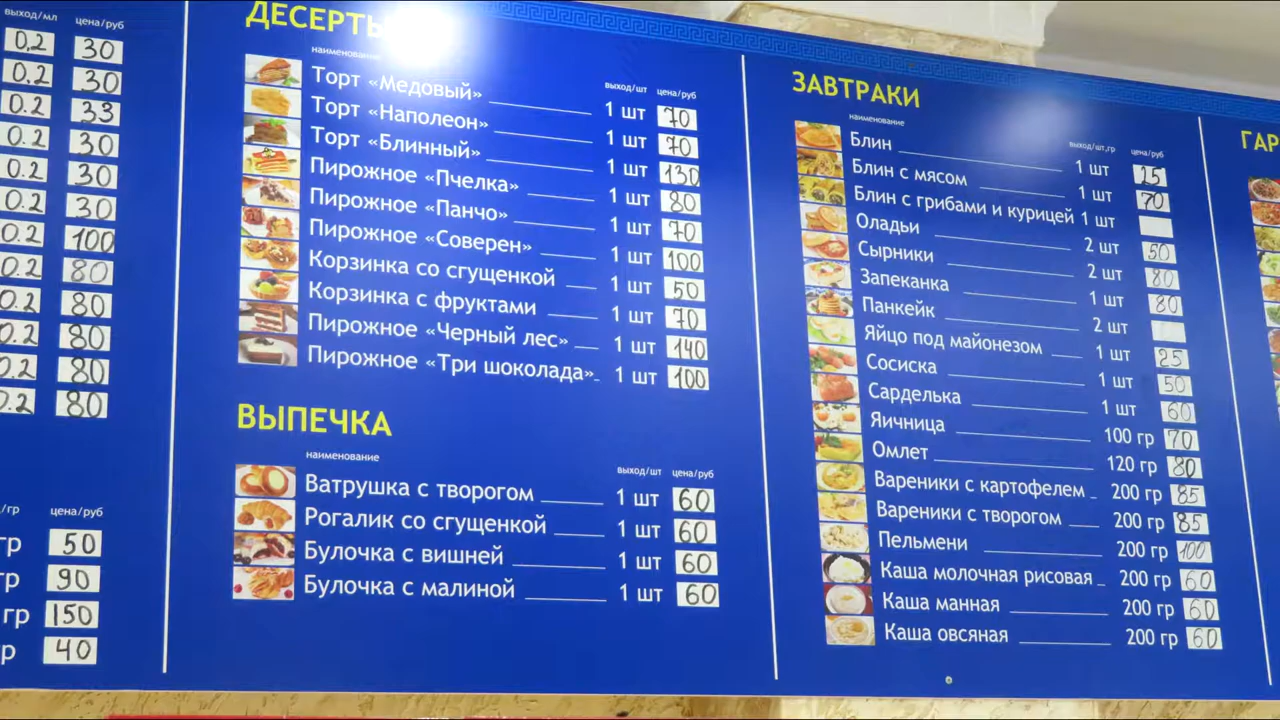 выход/мл цена/руб
0,2 30
0.2 30
0.2 33
0.2 30
0.2 30
0.2 30
0.2 100
0.2 80
0.2 80
0.2 80
0.2 80
0.2 80
/гр цена/руб
гр 50
гр 90
гр 150
р 40
ДЕСЕРТЫ
наименование выход/шт цена/руб
Торт «Медовый» 1 шт 70
Торт «Наполеон» 1 шт 70
Торт «Блинный» 1 шт 130
Пирожное «Пчелка» 1 шт 80
Пирожное «Панчо» 1 шт 70
Пирожное «Соверен» 1 шт 100
Корзинка со сгущенкой 1 шт 50
Корзинка с фруктами 1 шт 70
Пирожное «Черный лес» 1 шт 140
Пирожное «Три шоколада» 1 шт 100
ВЫПЕЧКА
наименование выход/шт цена/руб
Ватрушка с творогом 1 шт 60
Рогалик со сгущенкой 1 шт 60
Булочка с вишней 1 шт 60
Булочка с малиной 1 шт 60
ЗАВТРАКИ
наименование выход/шт,гр цена/руб
Блин 1 шт 25
Блин с мясом 1 шт 70
Блин с грибами и курицей 1 шт
Оладьи 2 шт 50
Сырники 2 шт 80
Запеканка 1 шт 80
Панкейк 2 шт
Яйцо под майонезом 1 шт 25
Сосиска 1 шт 50
Сарделька 1 шт 60
Яичница 100 гр 70
Омлет 120 гр 80
Вареники с картофелем 200 гр 85
Вареники с творогом 200 гр 85
Пельмени 200 гр 100
Каша молочная рисовая 200 гр 60
Каша манная 200 гр 60
Каша овсяная 200 гр 60
ГАР